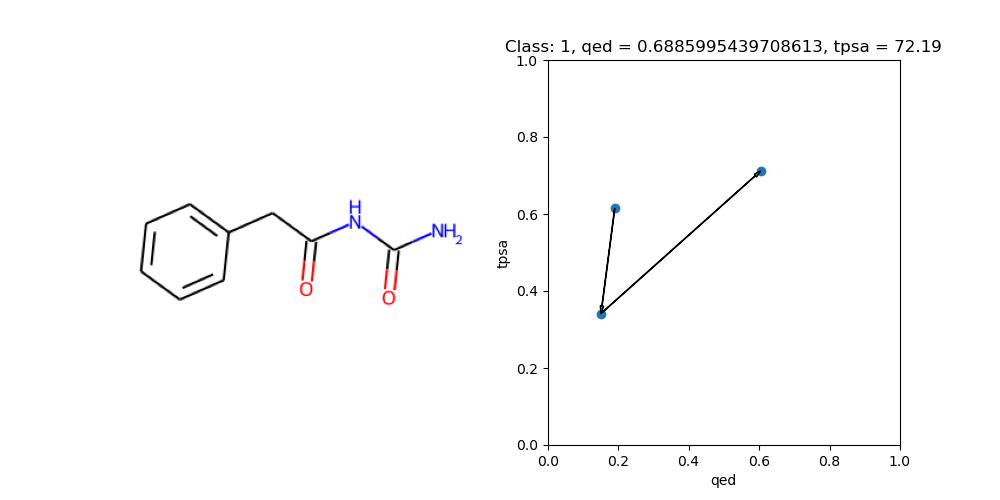 Class: 1, qed = 0.6885995439708613, tpsa = 72.19
H
N
NH2
O
O
1.0
0.8
0.6
0.4
0.2
0.0
tpsa
0.0 0.2 0.4 0.6 0.8 1.0
qed